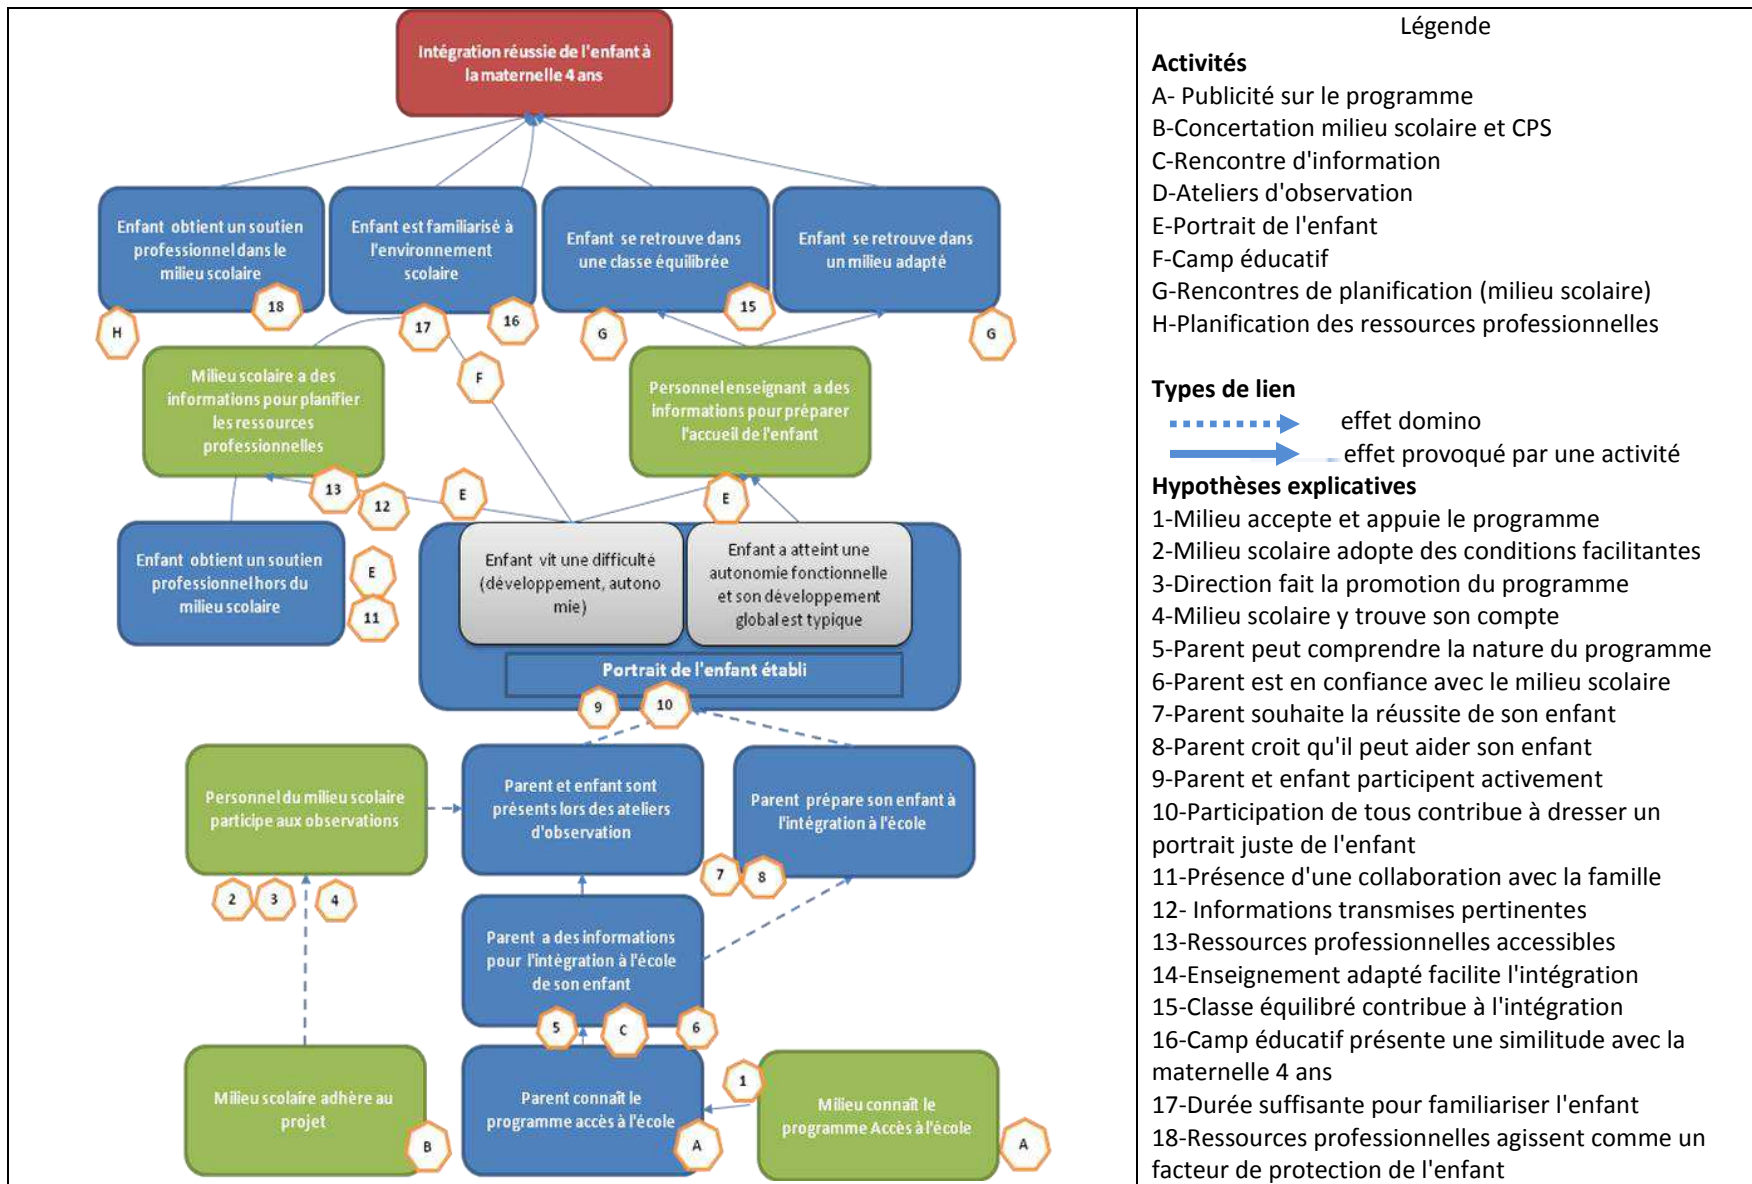 Intégration réussie de l'enfant à
la maternelle 4 ans
Enfant obtient un soutien
professionnel dans le
milieu scolaire
Enfant est familiarisé à
l'environnement
scolaire
Enfant se retrouve dans
une classe équilibrée
Enfant se retrouve dans
un milieu adapté
H
18
17
16
G
15
G
F
Milieu scolaire a des
informations pour planifier
les ressources
professionnelles
Personnel enseignant a des
informations pour préparer
l'accueil de l'enfant
13
12
E
E
Enfant obtient un soutien
professionnel hors du
milieu scolaire
E
11
Enfant vit une difficulté
(développement, autono
mie)
Enfant a atteint une
autonomie fonctionnelle
et son développement
global est typique
Portrait de l'enfant établi
9
10
Personnel du milieu scolaire
participe aux observations
Parent et enfant sont
présents lors des ateliers
d'observation
Parent prépare son enfant à
l'intégration à l'école
2
3
4
7
8
Parent a des informations
pour l'intégration à l'école
de son enfant
5
C
6
Milieu scolaire adhère au
projet
B
Parent connaît le
programme accès à l'école
A
1
Milieu connaît le
programme Accès à l'école
A
Légende
Activités
A- Publicité sur le programme
B-Concertation milieu scolaire et CPS
C-Rencontre d'information
D-Ateliers d'observation
E-Portrait de l'enfant
F-Camp éducatif
G-Rencontres de planification (milieu scolaire)
H-Planification des ressources professionnelles
Types de lien
effet domino
effet provoqué par une activité
Hypothèses explicatives
1-Milieu accepte et appuie le programme
2-Milieu scolaire adopte des conditions facilitantes
3-Direction fait la promotion du programme
4-Milieu scolaire y trouve son compte
5-Parent peut comprendre la nature du programme
6-Parent est en confiance avec le milieu scolaire
7-Parent souhaite la réussite de son enfant
8-Parent croit qu'il peut aider son enfant
9-Parent et enfant participent activement
10-Participation de tous contribue à dresser un
portrait juste de l'enfant
11-Présence d'une collaboration avec la famille
12- Informations transmises pertinentes
13-Ressources professionnelles accessibles
14-Enseignement adapté facilite l'intégration
15-Classe équilibré contribue à l'intégration
16-Camp éducatif présente une similitude avec la
maternelle 4 ans
17-Durée suffisante pour familiariser l'enfant
18-Ressources professionnelles agissent comme un
facteur de protection de l'enfant